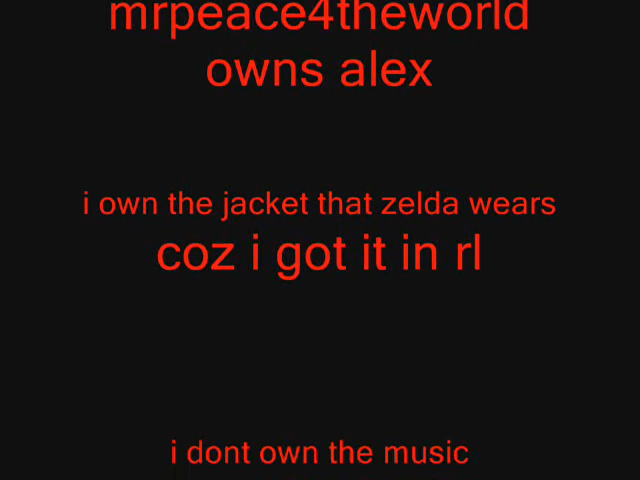 mrpeace4theworld
owns alex
i own the jacket that zelda wears
coz i got it in rl
i dont own the music